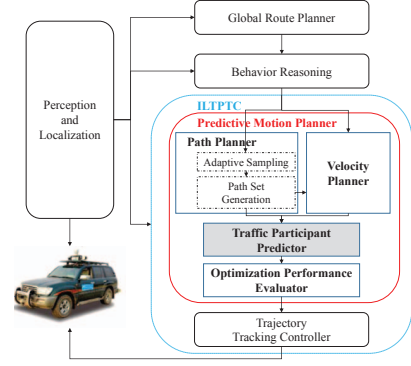 Global Route Planner
Perception
and
Localization
Behavior Reasoning
ILTPTC
Predictive Motion Planner
Path Planner
Adaptive Sampling
Path Set
Generation
Velocity
Planner
Traffic Participant
Predictor
Optimization Performance
Evaluator
Trajectory
Tracking Controller